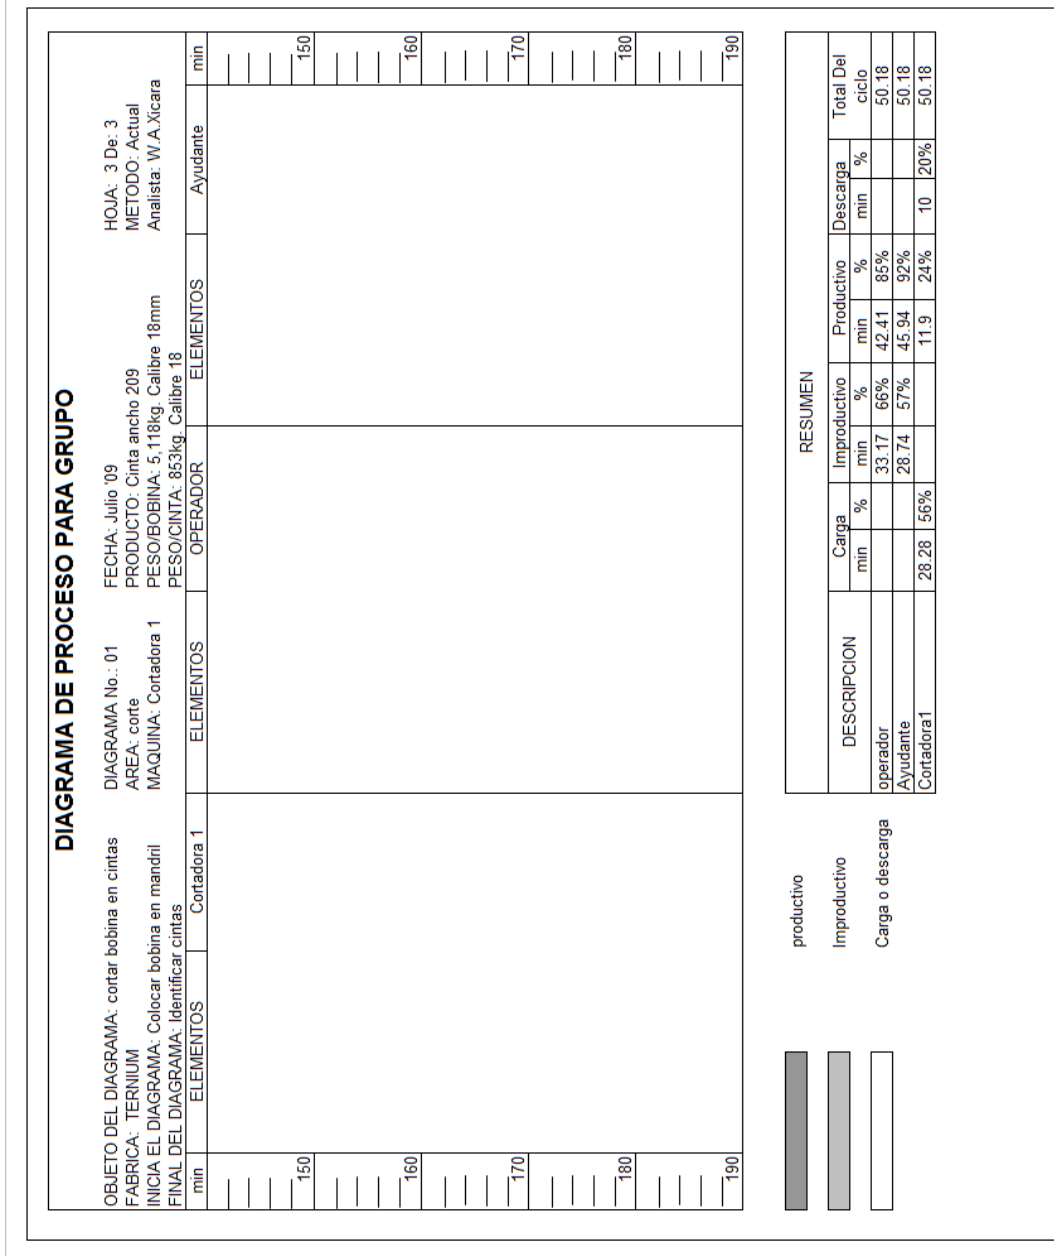 DIAGRAMA DE PROCESO PARA GRUPO
OBJETO DEL DIAGRAMA: cortar bobina en cintas DIAGRAMA No.: 01 FECHA: Julio '09 HOJA: 3 De: 3
FABRICA: TERNIUM AREA: corte PRODUCTO: Cinta ancho 209 METODO: Actual
INICIA EL DIAGRAMA: Colocar bobina en mandril MAQUINA: Cortadora 1 PESO/BOBINA: 5,118kg. Calibre 18mm Analista: W.A.Xicara
FINAL DEL DIAGRAMA: Identificar cintas PESO/CINTA: 853kg. Calibre 18
min ELEMENTOS Cortadora 1 ELEMENTOS OPERADOR ELEMENTOS Ayudante min
150 150
160 160
170 170
180 180
190 190
productivo
Improductivo
Carga o descarga
RESUMEN
DESCRIPCION Carga Improductivo Productivo Descarga Total Del ciclo
min % min % min % min %
operador 33.17 66% 42.41 85% 50.18
Ayudante 28.74 57% 45.94 92% 50.18
Cortadora1 28.28 56% 11.9 24% 10 20% 50.18